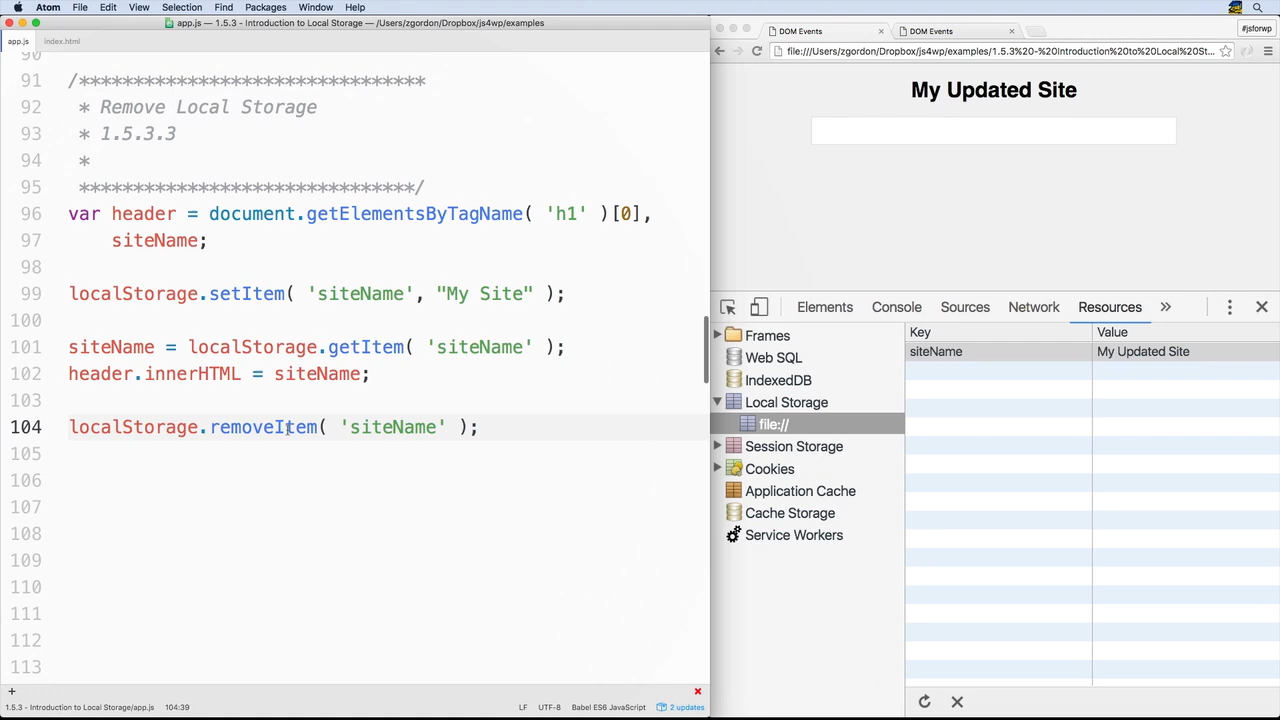 Atom File Edit View Selection Find Packages Window Help
app.js — 1.5.3 - Introduction to Local Storage — /Users/zgordon/Dropbox/js4wp/examples
app.js index.html
90
91 /********************************
92 * Remove Local Storage
93 * 1.5.3.3
94 *
95 *******************************/
96 var header = document.getElementsByTagName( 'h1' )[0],
97 siteName;
98
99 localStorage.setItem( 'siteName', "My Site" );
100
101 siteName = localStorage.getItem( 'siteName' );
102 header.innerHTML = siteName;
103
104 localStorage.removeItem( 'siteName' );
105
106
107
108
109
110
111
112
113
+
1.5.3 - Introduction to Local Storage/app.js 104:39 LF UTF-8 Babel ES6 JavaScript 2 updates
DOM Events DOM Events #jsforwp
file:///Users/zgordon/Dropbox/js4wp/examples/1.5.3%20-%20Introduction%20to%20Local%20St...
My Updated Site
Elements Console Sources Network Resources »
Frames
Web SQL
IndexedDB
Local Storage
file://
Session Storage
Cookies
Application Cache
Cache Storage
Service Workers
Key Value
siteName My Updated Site